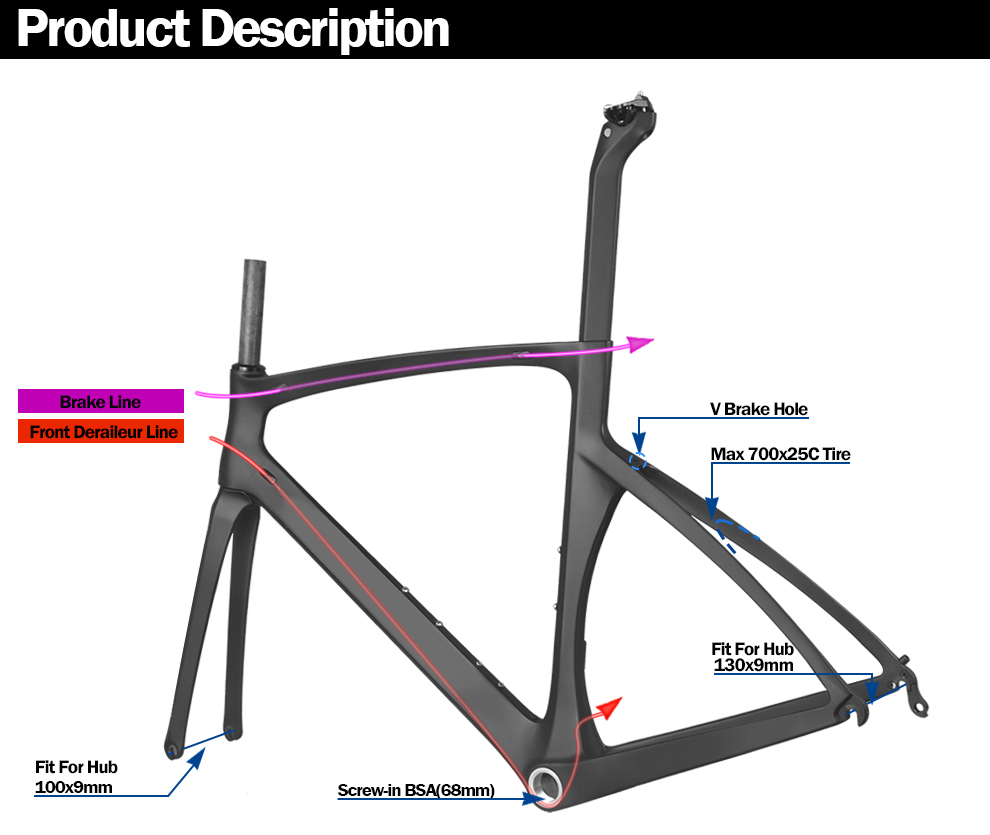 Product Description
Brake Line
Front Deraileur Line
V Brake Hole
Max 700x25C Tire
Fit For Hub
130x9mm
Fit For Hub
100x9mm
Screw-in BSA(68mm)